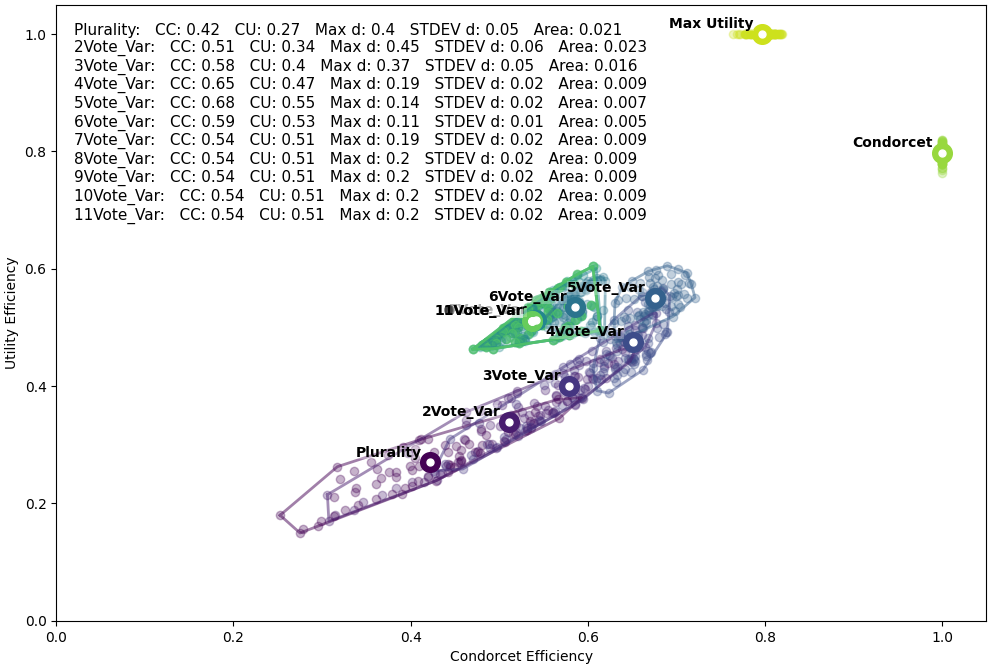 Plurality: CC: 0.42 CU: 0.27 Max d: 0.4 STDEV d: 0.05 Area: 0.021
2Vote_Var: CC: 0.51 CU: 0.34 Max d: 0.45 STDEV d: 0.06 Area: 0.023
3Vote_Var: CC: 0.58 CU: 0.4 Max d: 0.37 STDEV d: 0.05 Area: 0.016
4Vote_Var: CC: 0.65 CU: 0.47 Max d: 0.19 STDEV d: 0.02 Area: 0.009
5Vote_Var: CC: 0.68 CU: 0.55 Max d: 0.14 STDEV d: 0.02 Area: 0.007
6Vote_Var: CC: 0.59 CU: 0.53 Max d: 0.11 STDEV d: 0.01 Area: 0.005
7Vote_Var: CC: 0.54 CU: 0.51 Max d: 0.19 STDEV d: 0.02 Area: 0.009
8Vote_Var: CC: 0.54 CU: 0.51 Max d: 0.2 STDEV d: 0.02 Area: 0.009
9Vote_Var: CC: 0.54 CU: 0.51 Max d: 0.2 STDEV d: 0.02 Area: 0.009
10Vote_Var: CC: 0.54 CU: 0.51 Max d: 0.2 STDEV d: 0.02 Area: 0.009
11Vote_Var: CC: 0.54 CU: 0.51 Max d: 0.2 STDEV d: 0.02 Area: 0.009
Max Utility
Condorcet
5Vote_Var
6Vote_Var
4Vote_Var
3Vote_Var
2Vote_Var
Plurality
1.0
0.8
0.6
0.4
0.2
0.0
Utility Efficiency
0.0 0.2 0.4 0.6 0.8 1.0
Condorcet Efficiency